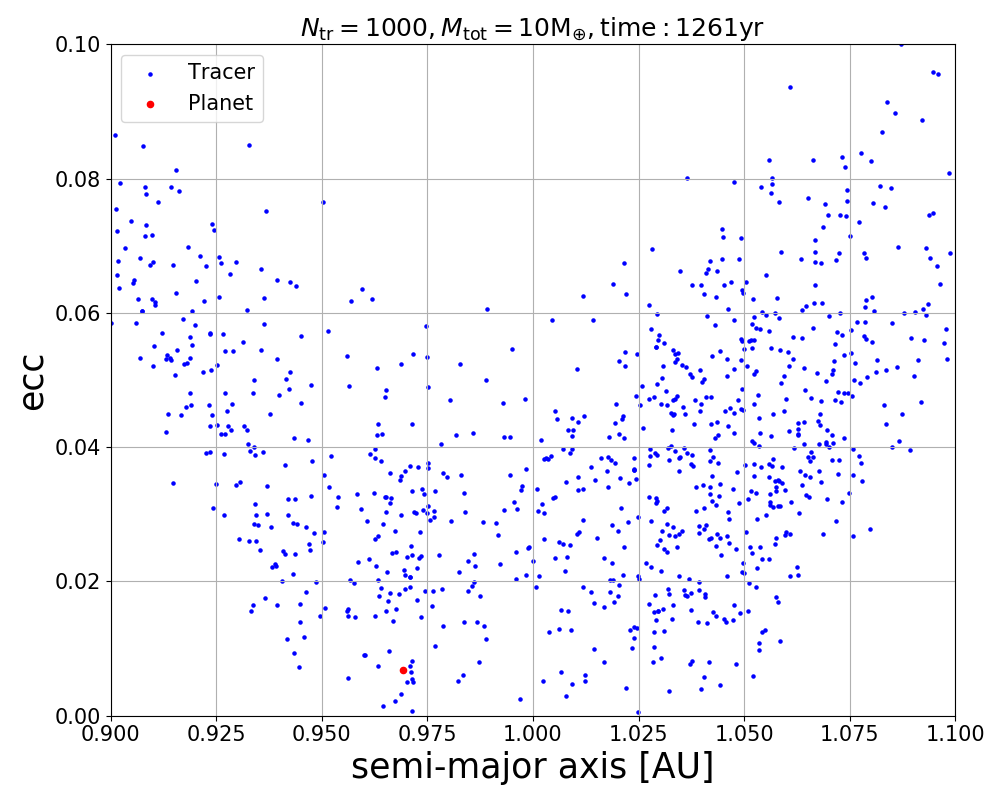 N_tr = 1000, M_tot = 10M_⊕, time : 1261yr
0.10
Tracer
Planet
0.08
0.06
ecc
0.04
0.02
0.00
0.900 0.925 0.950 0.975 1.000 1.025 1.050 1.075 1.100
semi-major axis [AU]